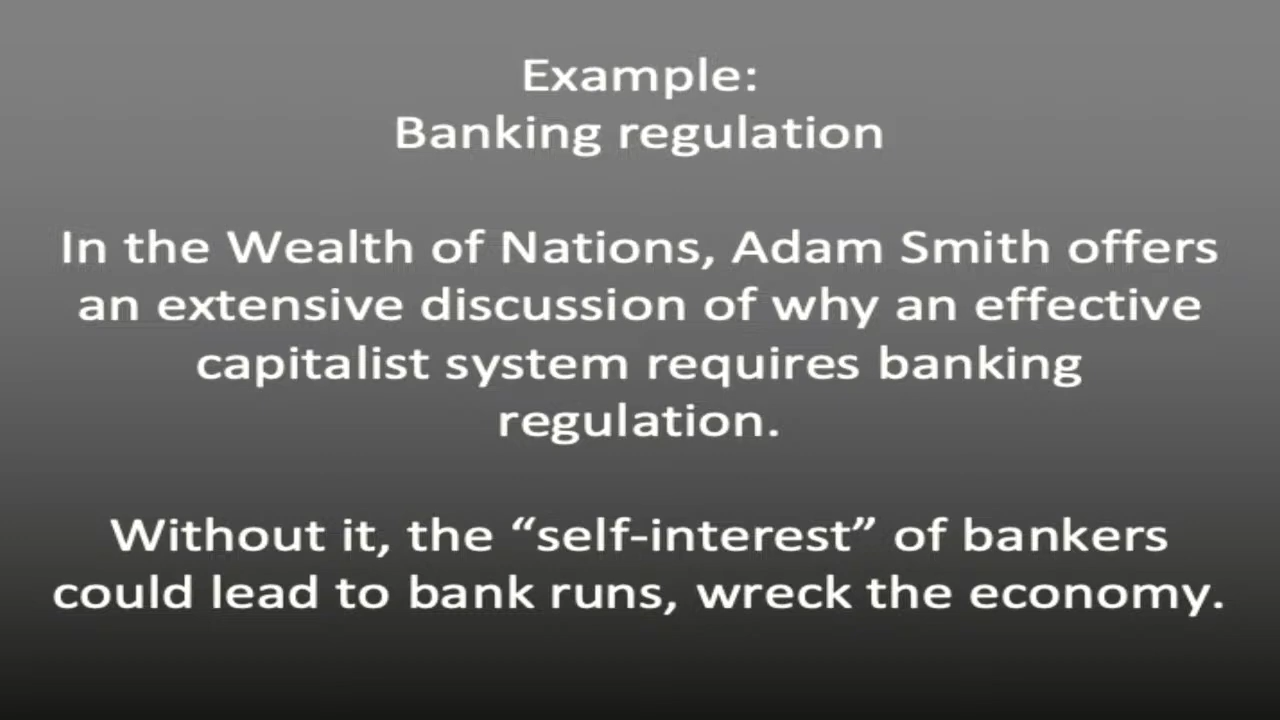 Example:
Banking regulation
In the Wealth of Nations, Adam Smith offers
an extensive discussion of why an effective
capitalist system requires banking
regulation.
Without it, the “self-interest” of bankers
could lead to bank runs, wreck the economy.